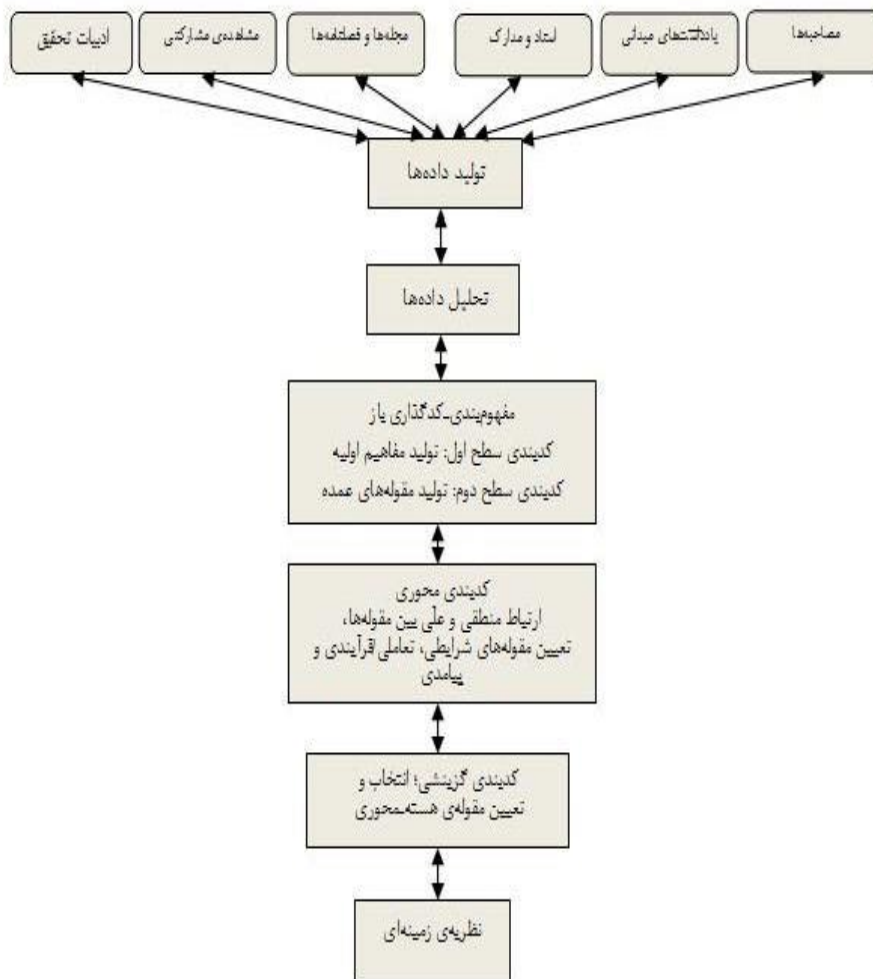 مصاحبه‌ها
یادداشت‌های میدانی
اسناد و مدارک
مجله‌ها و فصلنامه‌ها
مشاهده‌ی مشارکتی
ادبیات تحقیق
تولید داده‌ها
تحلیل داده‌ها
مفهوم‌بندی-کدگذاری باز
کدبندی سطح اول: تولید مفاهیم اولیه
کدبندی سطح دوم: تولید مقوله‌های عمده
کدبندی محوری
ارتباط منطقی و علّی بین مقوله‌ها،
تعیین مقوله‌های شرایطی، تعاملی/فرآیندی و
پیامدی
کدبندی گزینشی؛ انتخاب و
تعیین مقوله‌ی هسته-محوری
نظریه‌ی زمینه‌ای